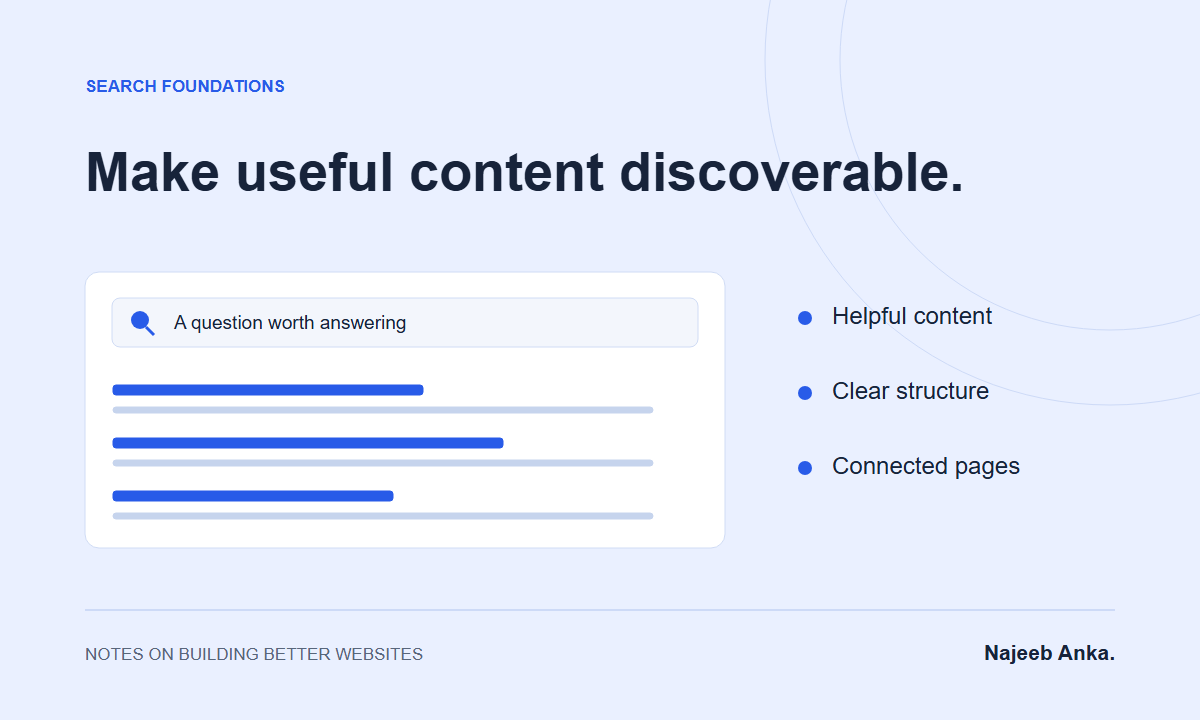 SEARCH FOUNDATIONS
Make useful content discoverable.
A question worth answering
Helpful content
Clear structure
Connected pages
NOTES ON BUILDING BETTER WEBSITES
Najeeb Anka.